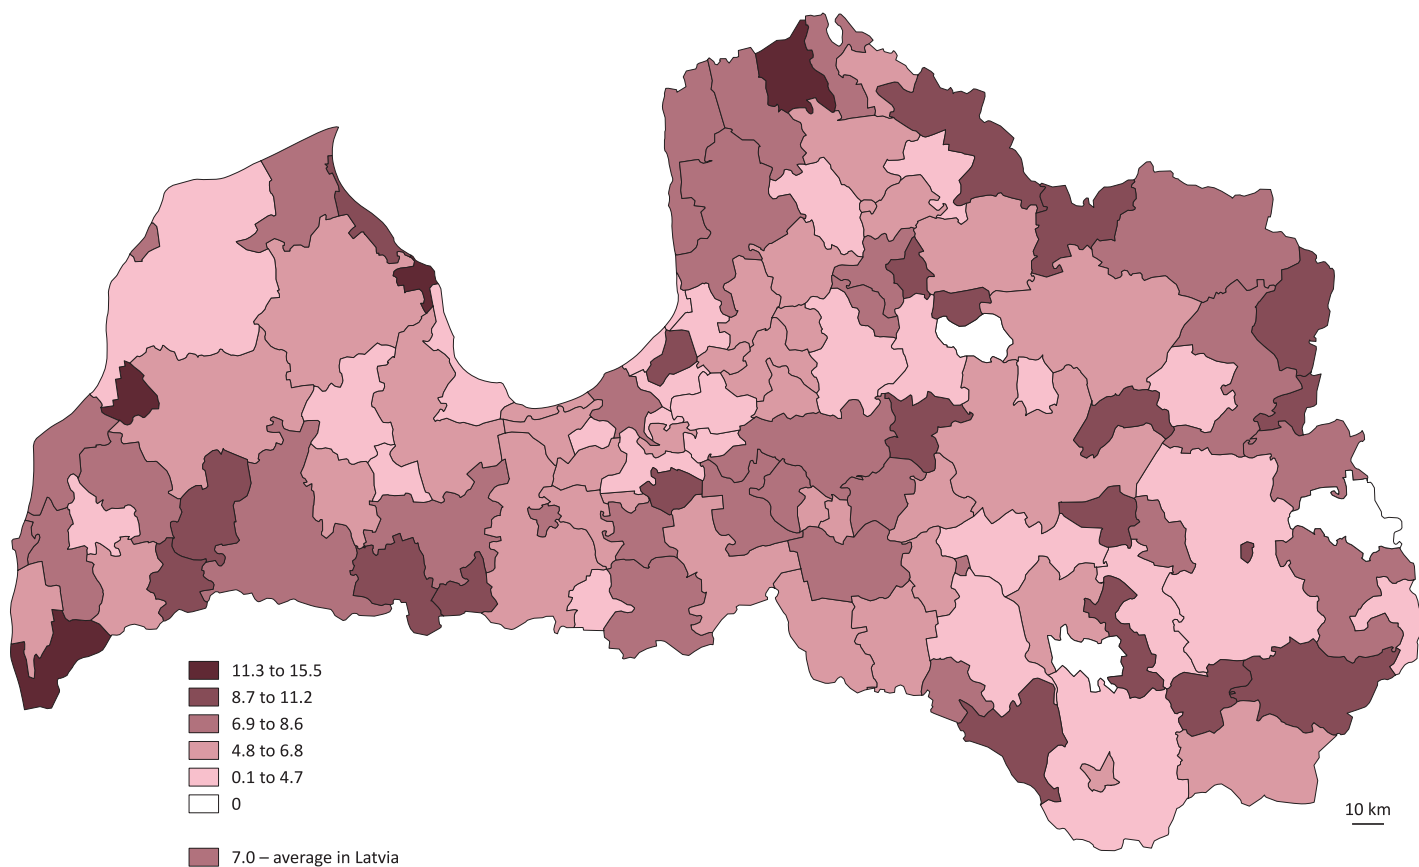 11.3 to 15.5
8.7 to 11.2
6.9 to 8.6
4.8 to 6.8
0.1 to 4.7
0
7.0 – average in Latvia
10 km